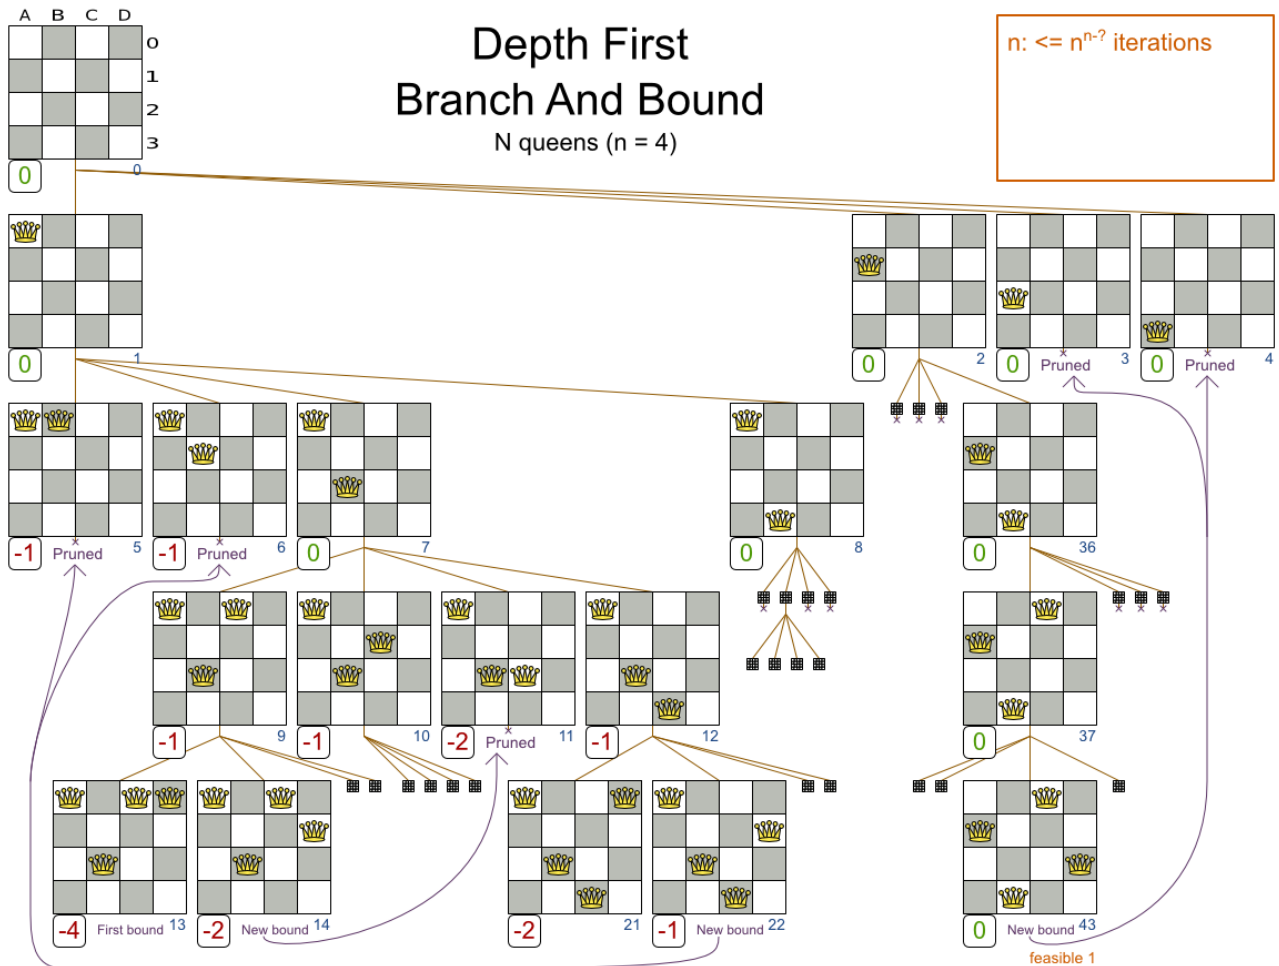 A B C D
Depth First
Branch And Bound
N queens (n = 4)
n: <= n^n-? iterations
0
1
2
3
0 0
0 1
0 2
0 Pruned 3
0 Pruned 4
-1 Pruned 5
-1 Pruned 6
0 7
0 8
0 36
-1 9
-1 10
-2 Pruned 11
-1 12
0 37
-4 First bound 13
-2 New bound 14
-2 21
-1 New bound 22
0 New bound 43
feasible 1